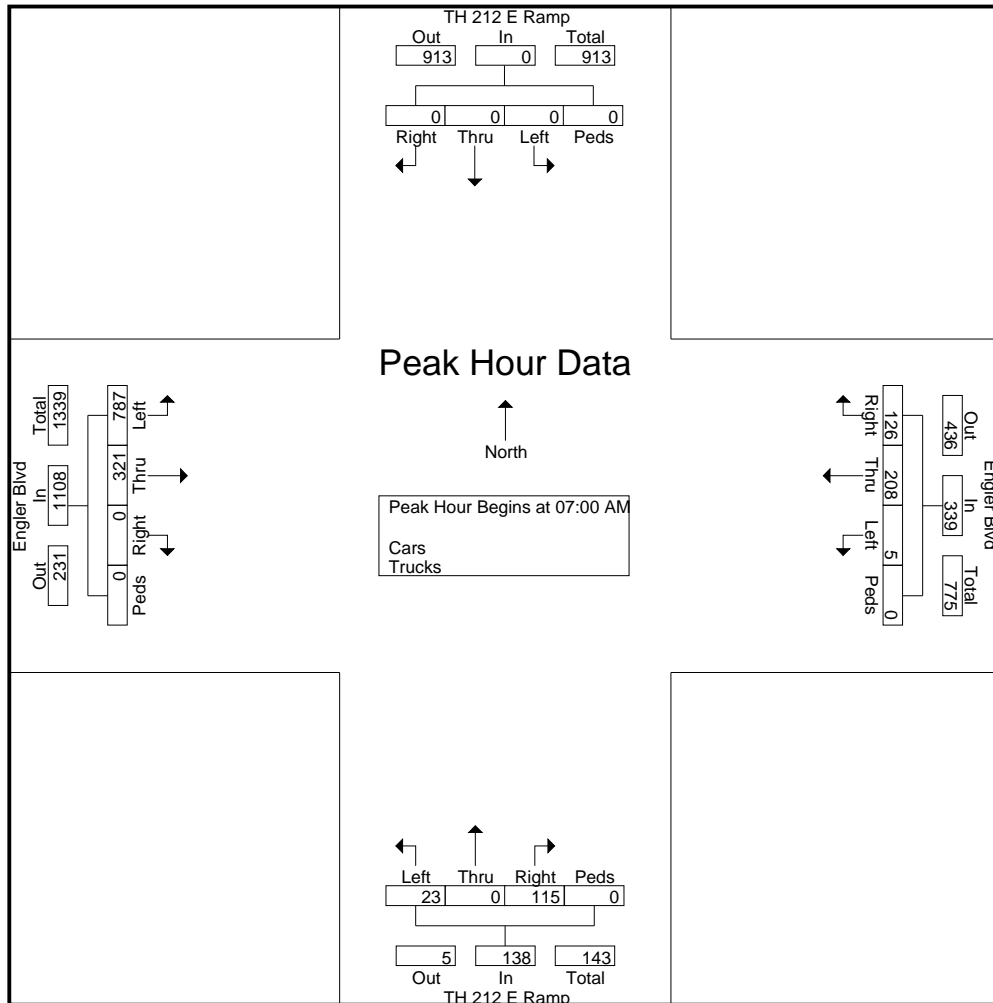 TH 212 E Ramp
Out In Total
913 0 913
0 0 0 0
Right Thru Left Peds
Peak Hour Data
North
Peak Hour Begins at 07:00 AM
Cars
Trucks
Engler Blvd
Out In Total
231 1108 1339
0 0 321 787
Peds Right Thru Left
Engler Blvd
Out In Total
436 339 775
126 208 5 0
Right Thru Left Peds
Left Thru Right Peds
23 0 115 0
5 138 143
Out In Total
TH 212 E Ramp